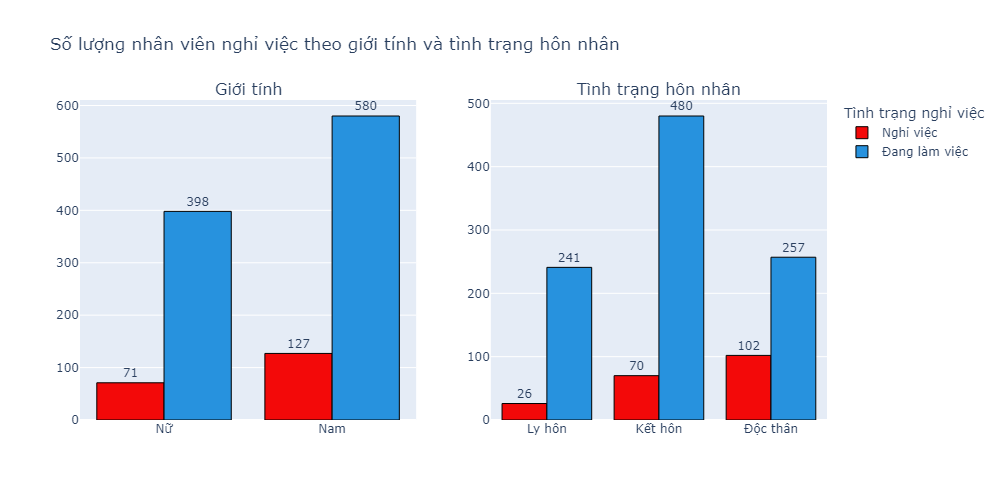 Số lượng nhân viên nghỉ việc theo giới tính và tình trạng hôn nhân
Giới tính
600
500
400
300
200
100
0
71
398
127
580
Nữ
Nam
Tình trạng hôn nhân
500
400
300
200
100
0
26
241
70
480
102
257
Ly hôn
Kết hôn
Độc thân
Tình trạng nghỉ việc
Nghỉ việc
Đang làm việc